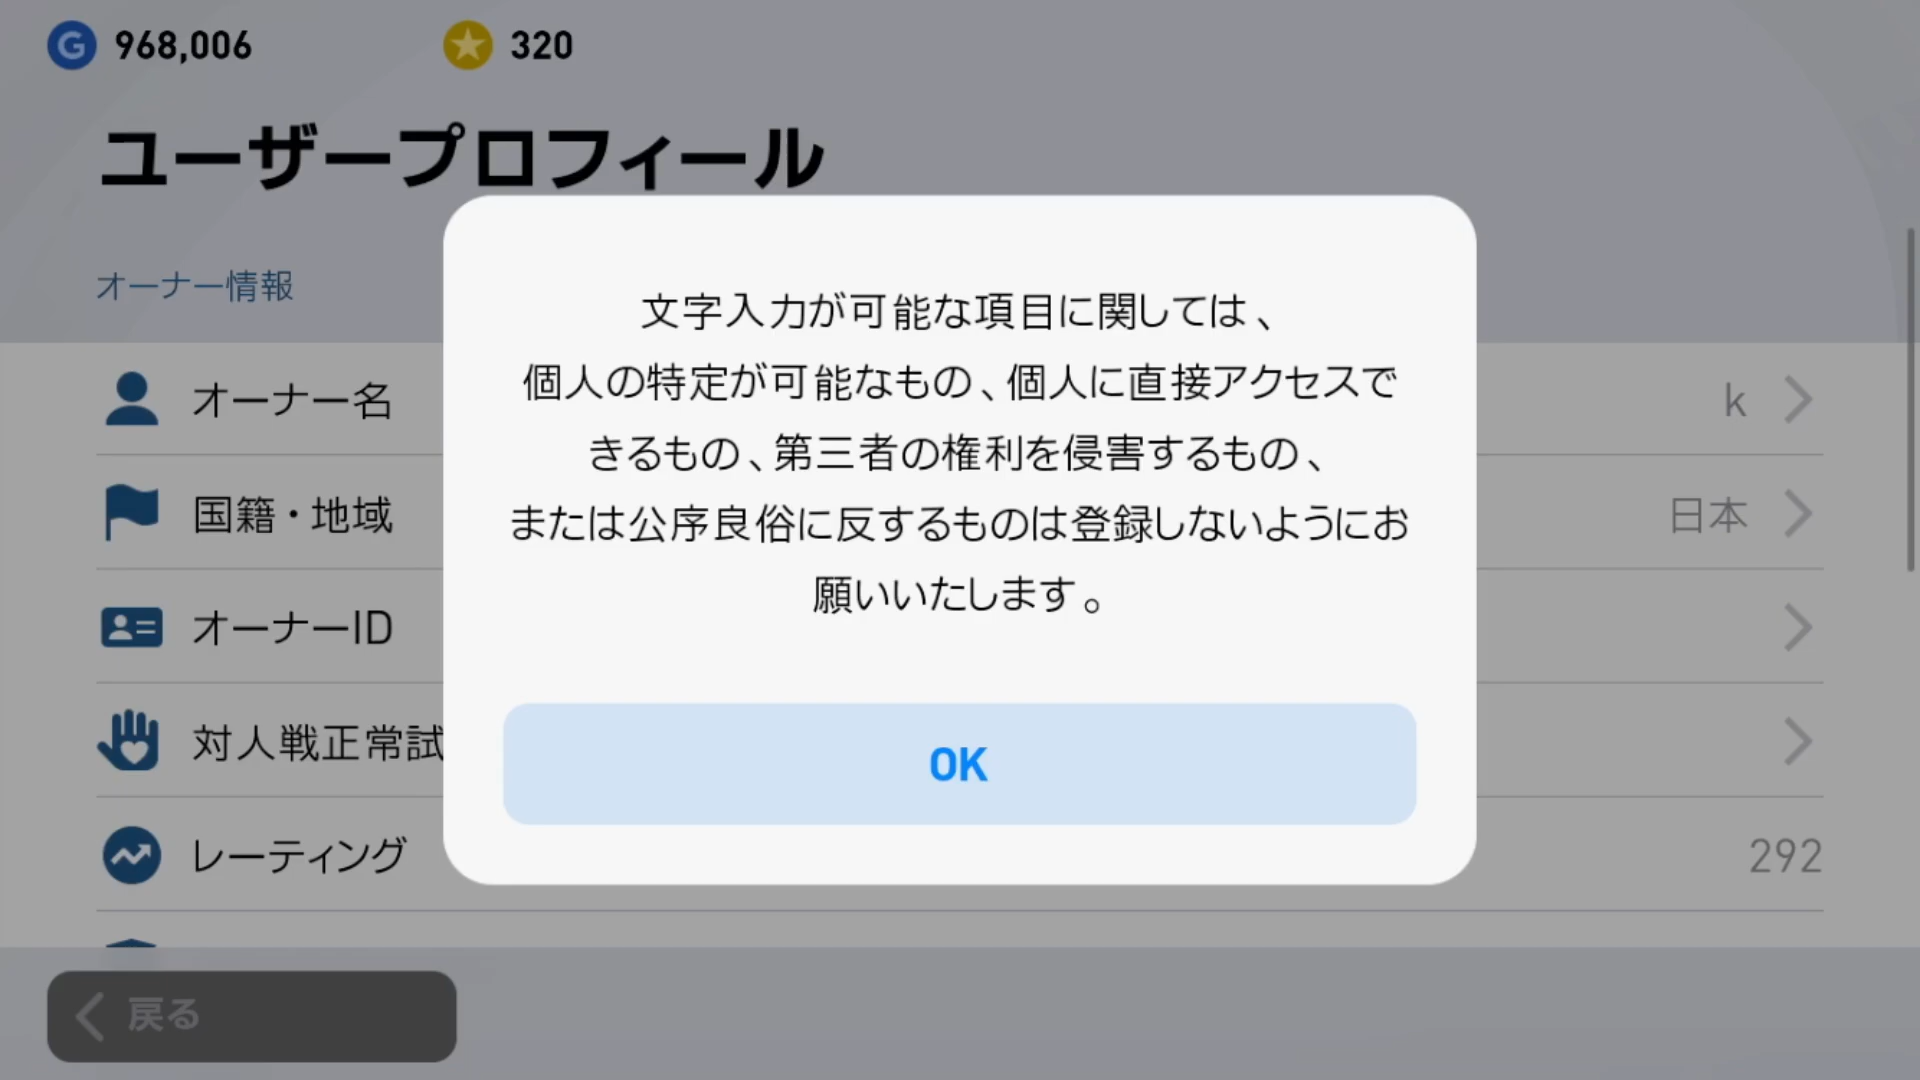 G 968,006 320
ユーザープロフィール
オーナー情報
文字入力が可能な項目に関しては、
個人の特定が可能なもの、個人に直接アクセスで
きるもの、第三者の権利を侵害するもの、
または公序良俗に反するものは登録しないようにお
願いいたします。
OK
オーナー名 k
国籍・地域 日本
オーナーID
対人戦正常試
レーティング 292
戻る